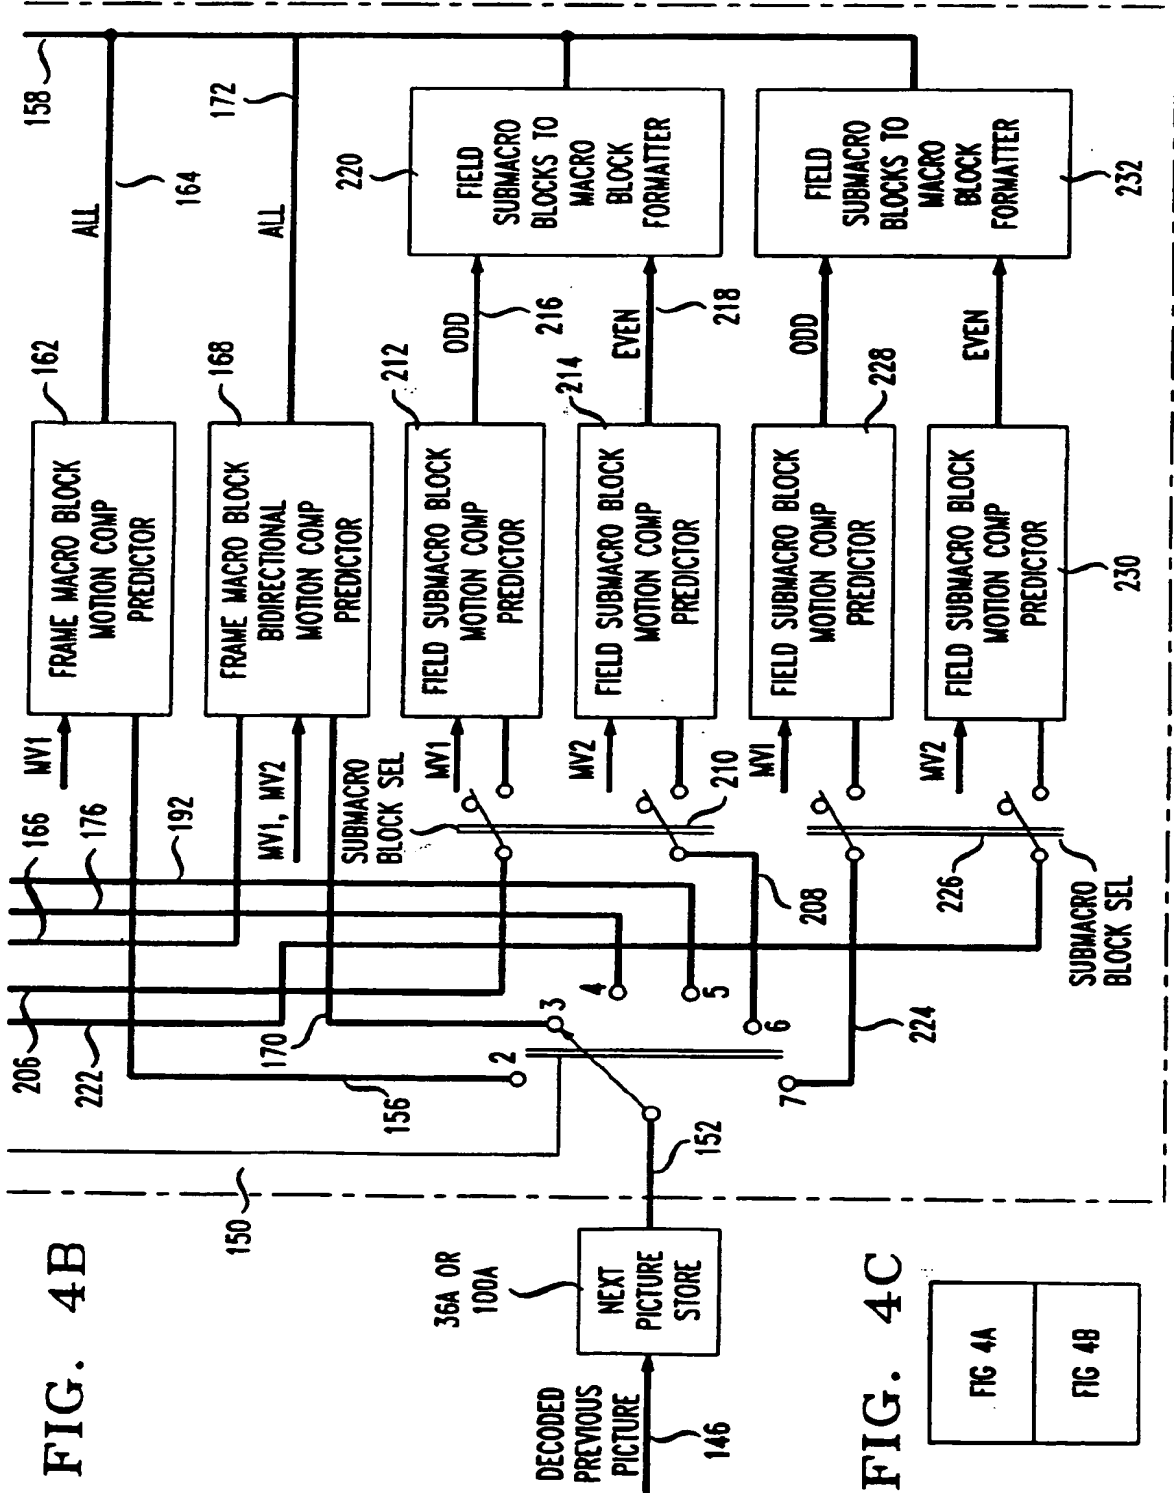 FIG. 4B
150
206
222
166
176
192
170
156
2
3
4
5
6
7
152
36A OR
100A
NEXT
PICTURE
STORE
DECODED
PREVIOUS
PICTURE
146
MV1
FRAME MACRO BLOCK
MOTION COMP
PREDICTOR
162
ALL
164
158
MV1, MV2
FRAME MACRO BLOCK
BIDIRECTIONAL
MOTION COMP
PREDICTOR
168
ALL
172
SUBMACRO
BLOCK SEL
MV1
FIELD SUBMACRO BLOCK
MOTION COMP
PREDICTOR
212
ODD
216
220
FIELD
SUBMACRO
BLOCKS TO
MACRO
BLOCK
FORMATTER
MV2
210
208
FIELD SUBMACRO BLOCK
MOTION COMP
PREDICTOR
214
EVEN
218
MV1
FIELD SUBMACRO BLOCK
MOTION COMP
PREDICTOR
228
ODD
FIELD
SUBMACRO
BLOCKS TO
MACRO
BLOCK
FORMATTER
232
224
226
MV2
FIELD SUBMACRO BLOCK
MOTION COMP
PREDICTOR
230
EVEN
SUBMACRO
BLOCK SEL
FIG. 4C
FIG 4A
FIG 4B